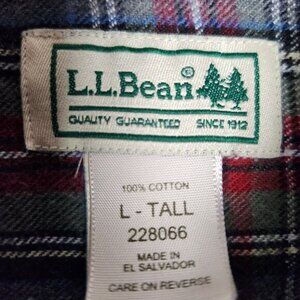 L.L.Bean®
QUALITY GUARANTEED SINCE 1912
100% COTTON
L - TALL
228066
MADE IN
EL SALVADOR
CARE ON REVERSE